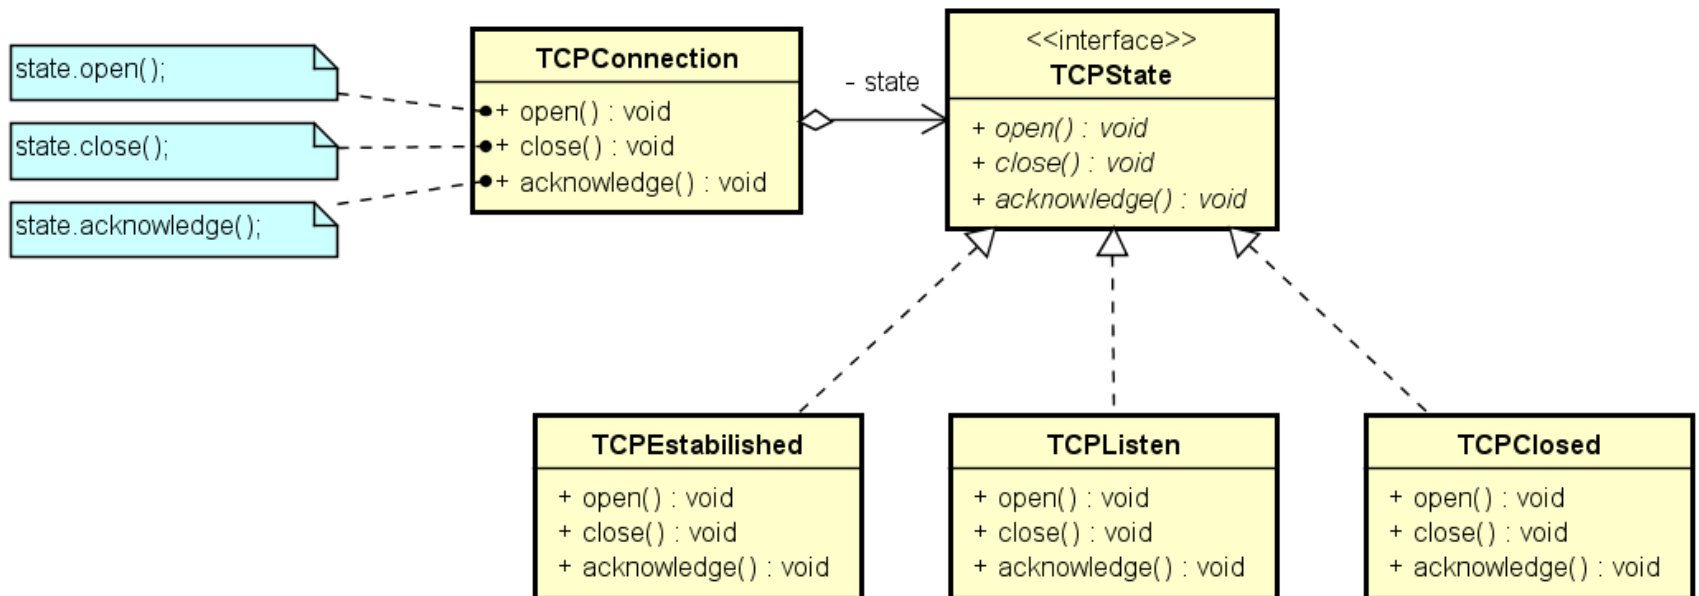 state.open();
state.close();
state.acknowledge();
TCPConnection
+ open() : void
+ close() : void
+ acknowledge() : void
- state
<<interface>>
TCPState
+ open() : void
+ close() : void
+ acknowledge() : void
TCPEstabilished
+ open() : void
+ close() : void
+ acknowledge() : void
TCPListen
+ open() : void
+ close() : void
+ acknowledge() : void
TCPClosed
+ open() : void
+ close() : void
+ acknowledge() : void